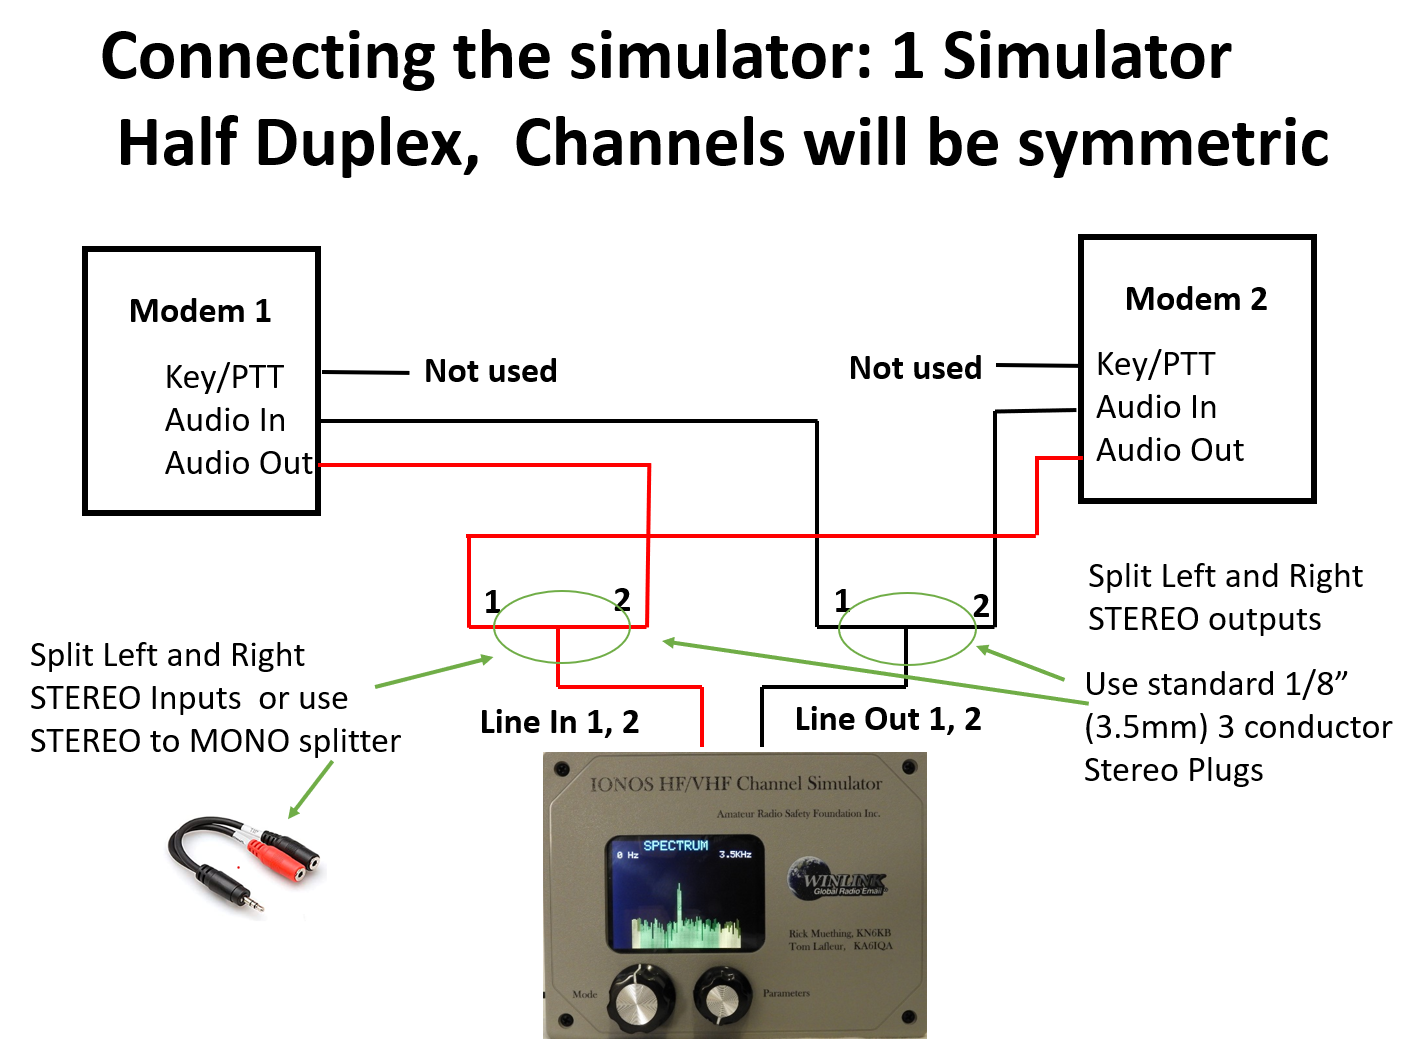 Connecting the simulator: 1 Simulator
Half Duplex,  Channels will be symmetric
Modem 1
Key/PTT
Audio In
Audio Out
Not used
Modem 2
Not used
Key/PTT
Audio In
Audio Out
1
2
1
2
Split Left and Right
STEREO outputs
Split Left and Right
STEREO Inputs  or use
STEREO to MONO splitter
Use standard 1/8”
(3.5mm) 3 conductor
Stereo Plugs
Line In 1, 2
Line Out 1, 2
IONOS HF/VHF Channel Simulator
Amateur Radio Safety Foundation Inc.
SPECTRUM
0 Hz
3.5KHz
WINLINK
Global Radio Email
Rick Muething, KN6KB
Tom Lafleur,   KA6IQA
Mode
Parameters